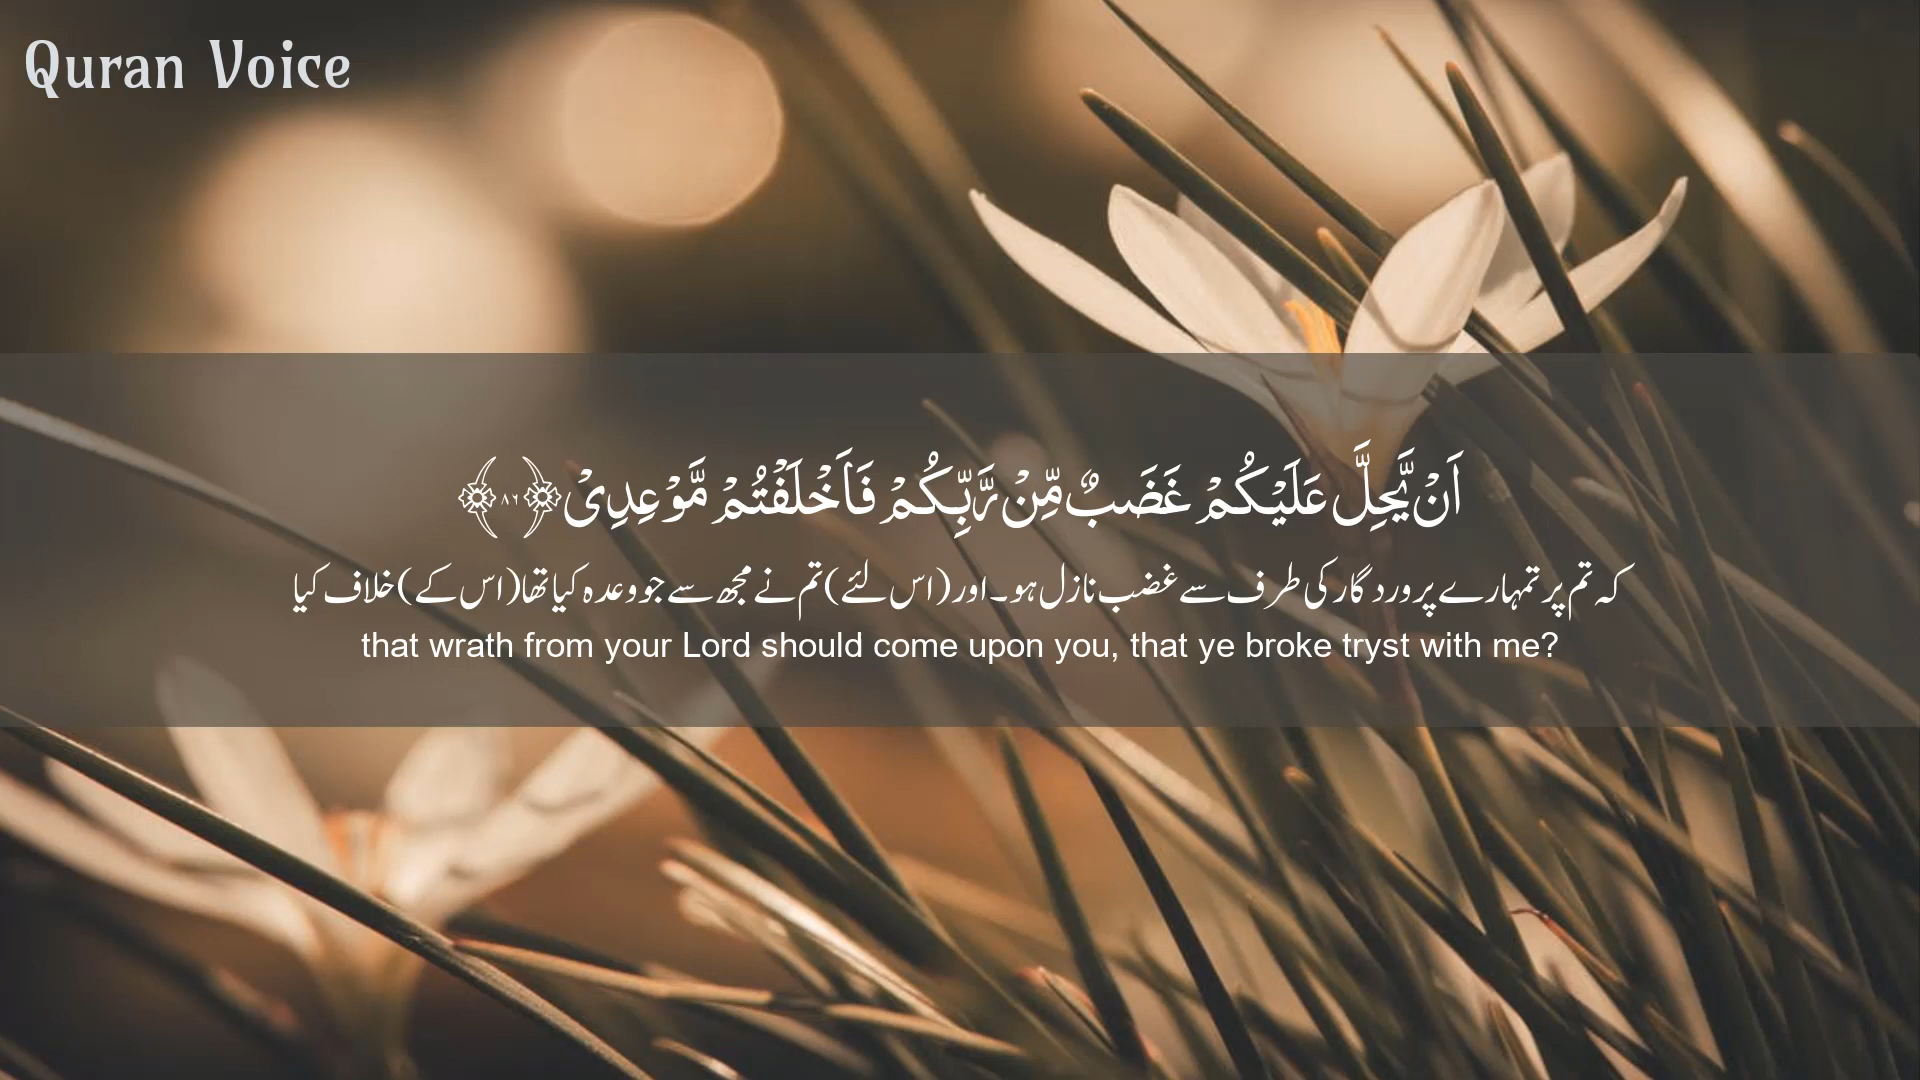 Quran Voice
اَنْ يَّحِلَّ عَلَيْكُمْ غَضَبٌ مِّنْ رَّبِّكُمْ فَاَخْلَفْتُمْ مَّوْعِدِىْ ﴿۸۶﴾
کہ تم پر تمہارے پروردگار کی طرف سے غضب نازل ہو۔ اور (اس لئے) تم نے مجھ سے جو وعدہ کیا تھا (اس کے) خلاف کیا
that wrath from your Lord should come upon you, that ye broke tryst with me?